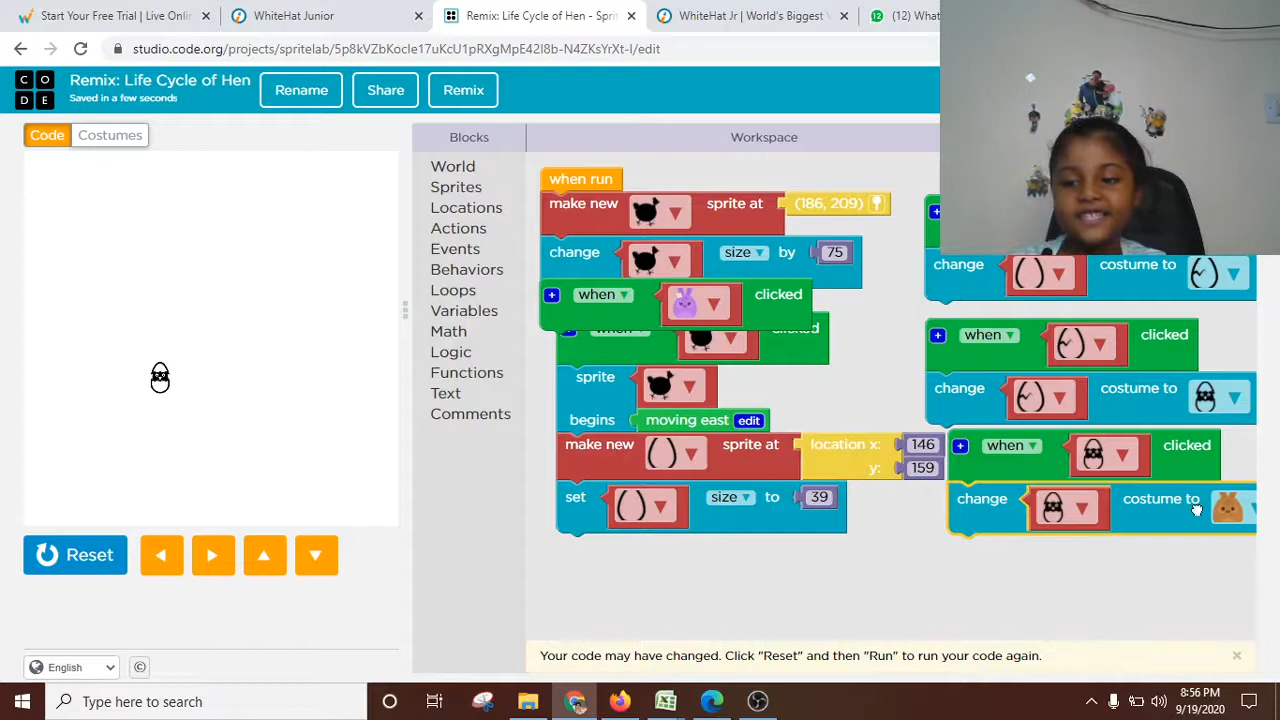 Start Your Free Trial | Live Onlin
WhiteHat Junior
Remix: Life Cycle of Hen - Sprit
WhiteHat Jr | World's Biggest
(12) What
studio.code.org/projects/spritelab/5p8kVZbKocle17uKcU1pRXgMpE42l8b-N4ZKsYrXt-I/edit
C O
D E
Remix: Life Cycle of Hen
Saved in a few seconds
Rename
Share
Remix
Code
Costumes
Blocks
Workspace
World
Sprites
Locations
Actions
Events
Behaviors
Loops
Variables
Math
Logic
Functions
Text
Comments
when run
make new sprite at (186, 209)
change size by 75
when clicked
when clicked
sprite
begins moving east edit
make new sprite at location x: 146
y: 159
set size to 39
change costume to
when clicked
change costume to
when clicked
change costume to
Reset
English
Your code may have changed. Click "Reset" and then "Run" to run your code again.
Type here to search
8:56 PM
9/19/2020